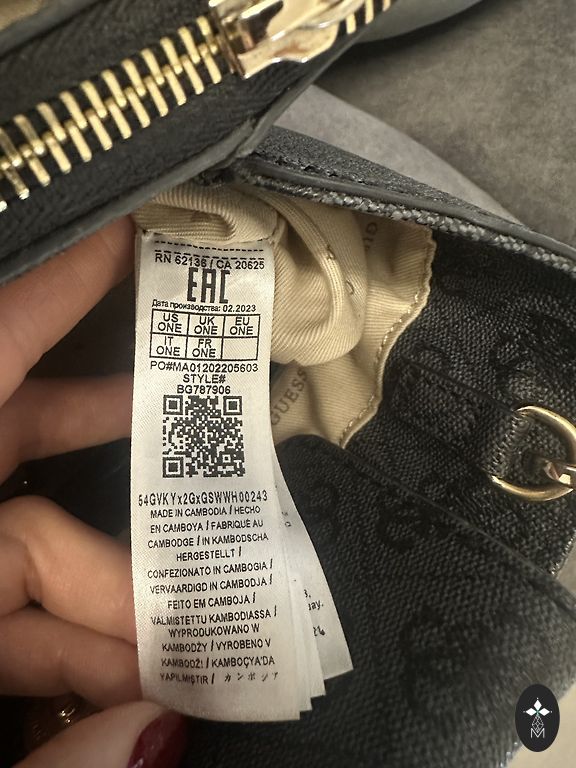 RN 62136 / CA 20625
EAC
Дата производства: 02.2023
US UK EU
ONE ONE ONE
IT FR
ONE ONE
PO#MA01202205603
STYLE#
BG787906
54GVKYx2GxGSWWH00243
MADE IN CAMBODIA / HECHO
EN CAMBOYA / FABRIQUÉ AU
CAMBODGE / IN KAMBODSCHA
HERGESTELLT /
CONFEZIONATO IN CAMBOGIA /
VERVAARDIGD IN CAMBODJA /
FEITO EM CAMBOJA /
VALMISTETTU KAMBODIASSA /
WYPRODUKOWANO W
KAMBODŻY / VYROBENO V
KAMBODŽI / KAMBOÇYA'DA
YAPILMIŞTIR / カンボジア
GUESS
M